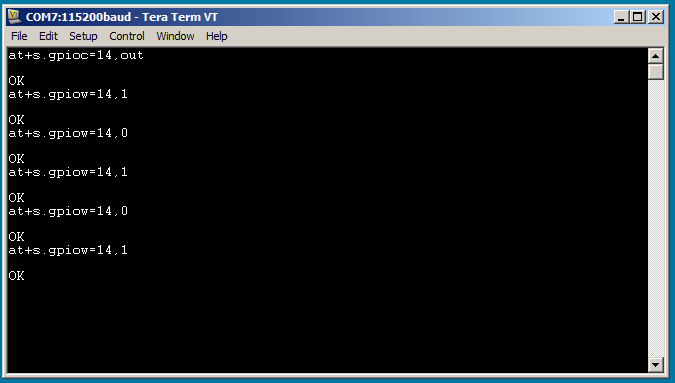 COM7:115200baud - Tera Term VT
File Edit Setup Control Window Help
at+s.gpioc=14,out
OK
at+s.gpiow=14,1
OK
at+s.gpiow=14,0
OK
at+s.gpiow=14,1
OK
at+s.gpiow=14,0
OK
at+s.gpiow=14,1
OK